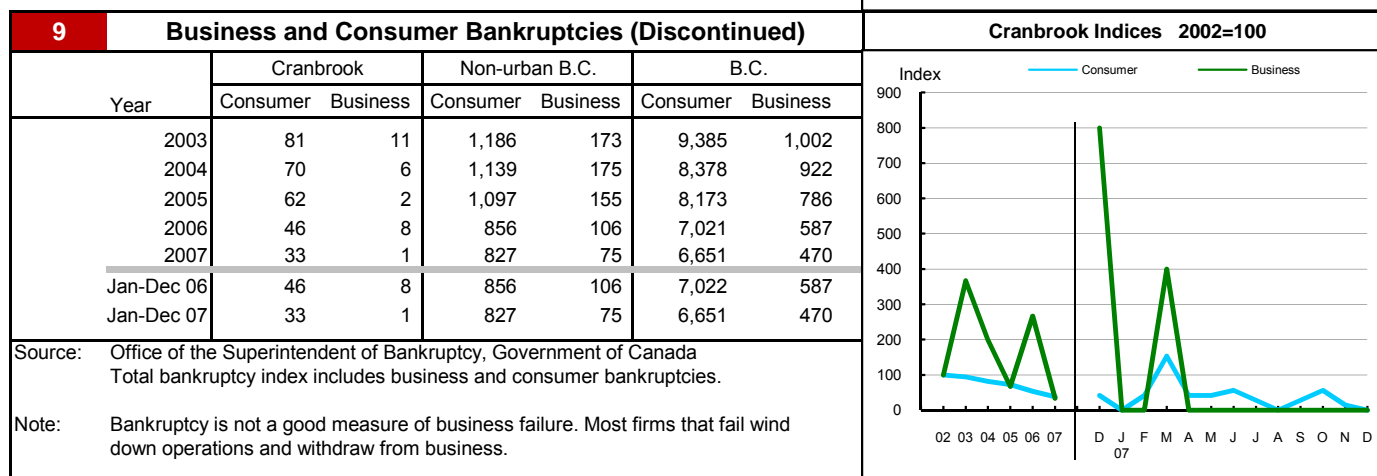 9 Business and Consumer Bankruptcies (Discontinued)
Cranbrook Non-urban B.C. B.C.
Year Consumer Business Consumer Business Consumer Business
2003 81 11 1,186 173 9,385 1,002
2004 70 6 1,139 175 8,378 922
2005 62 2 1,097 155 8,173 786
2006 46 8 856 106 7,021 587
2007 33 1 827 75 6,651 470
Jan-Dec 06 46 8 856 106 7,022 587
Jan-Dec 07 33 1 827 75 6,651 470
Source: Office of the Superintendent of Bankruptcy, Government of Canada
Total bankruptcy index includes business and consumer bankruptcies.
Note: Bankruptcy is not a good measure of business failure. Most firms that fail wind
down operations and withdraw from business.
Cranbrook Indices 2002=100
Index Consumer Business
900
800
700
600
500
400
300
200
100
0
02 03 04 05 06 07 D J F M A M J J A S O N D
07